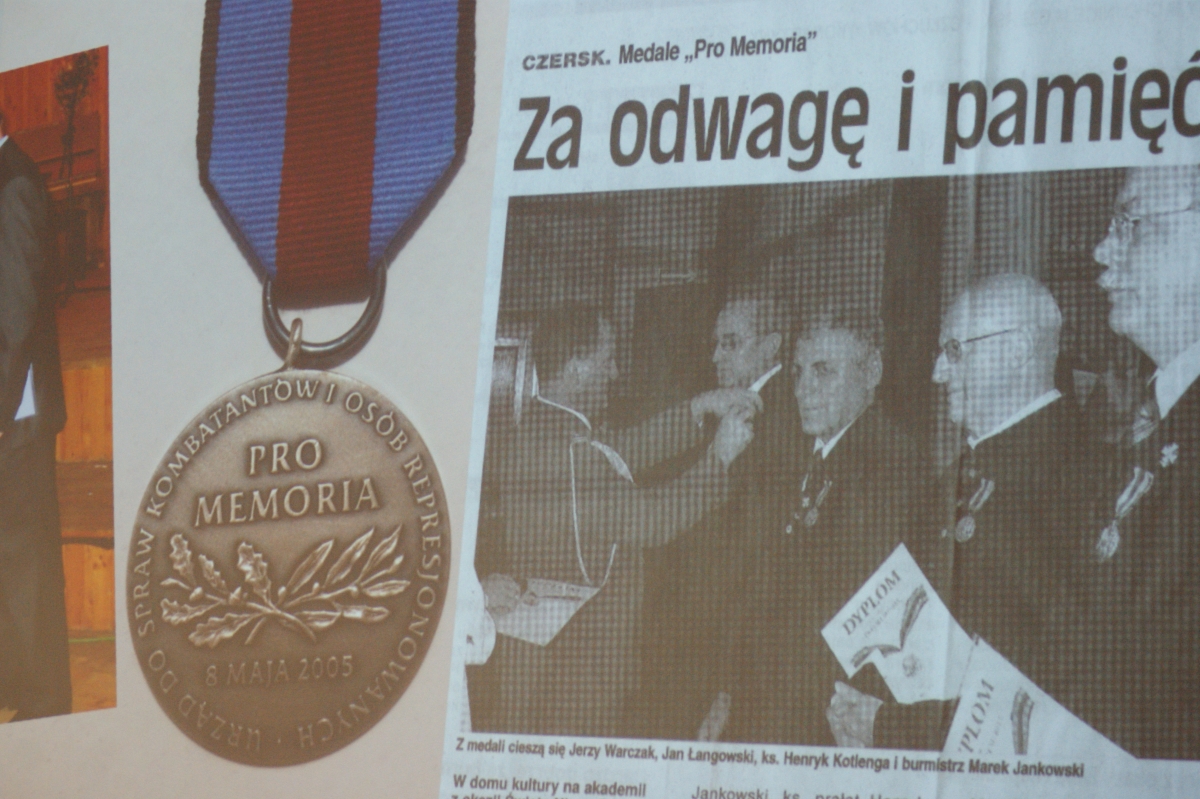 URZĄD DO SPRAW KOMBATANTÓW I OSÓB REPRESJONOWANYCH
PRO
MEMORIA
8 MAJA 2005
CZERSK. Medale „Pro Memoria”
Za odwagę i pamięć
DYPLOM
DYPLOM
Z medali cieszą się Jerzy Warczak, Jan Łangowski, ks. Henryk Kotlenga i burmistrz Marek Jankowski
W domu kultury na akademii
Jankowski ks.